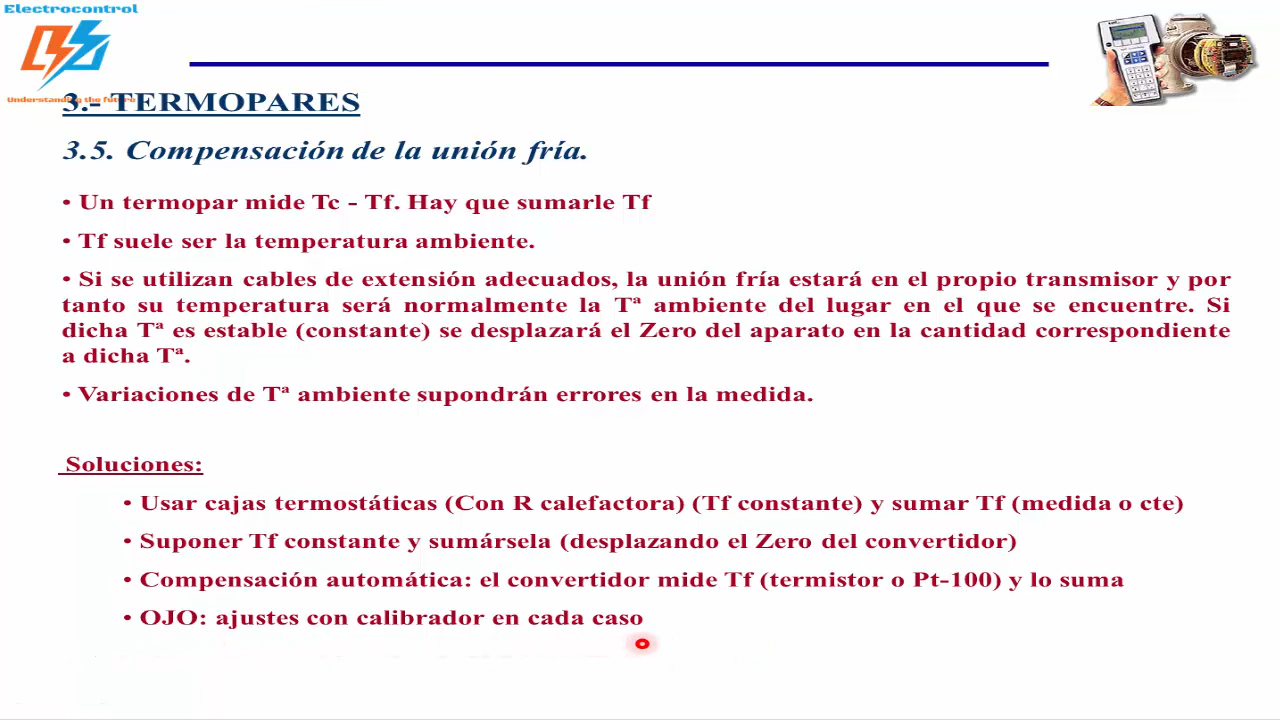 Electrocontrol
Understanding the future
3.- TERMOPARES
3.5. Compensación de la unión fría.
• Un termopar mide Tc - Tf. Hay que sumarle Tf
• Tf suele ser la temperatura ambiente.
• Si se utilizan cables de extensión adecuados, la unión fría estará en el propio transmisor y por
tanto su temperatura será normalmente la Tª ambiente del lugar en el que se encuentre. Si
dicha Tª es estable (constante) se desplazará el Zero del aparato en la cantidad correspondiente
a dicha Tª.
• Variaciones de Tª ambiente supondrán errores en la medida.
Soluciones:
• Usar cajas termostáticas (Con R calefactora) (Tf constante) y sumar Tf (medida o cte)
• Suponer Tf constante y sumársela (desplazando el Zero del convertidor)
• Compensación automática: el convertidor mide Tf (termistor o Pt-100) y lo suma
• OJO: ajustes con calibrador en cada caso